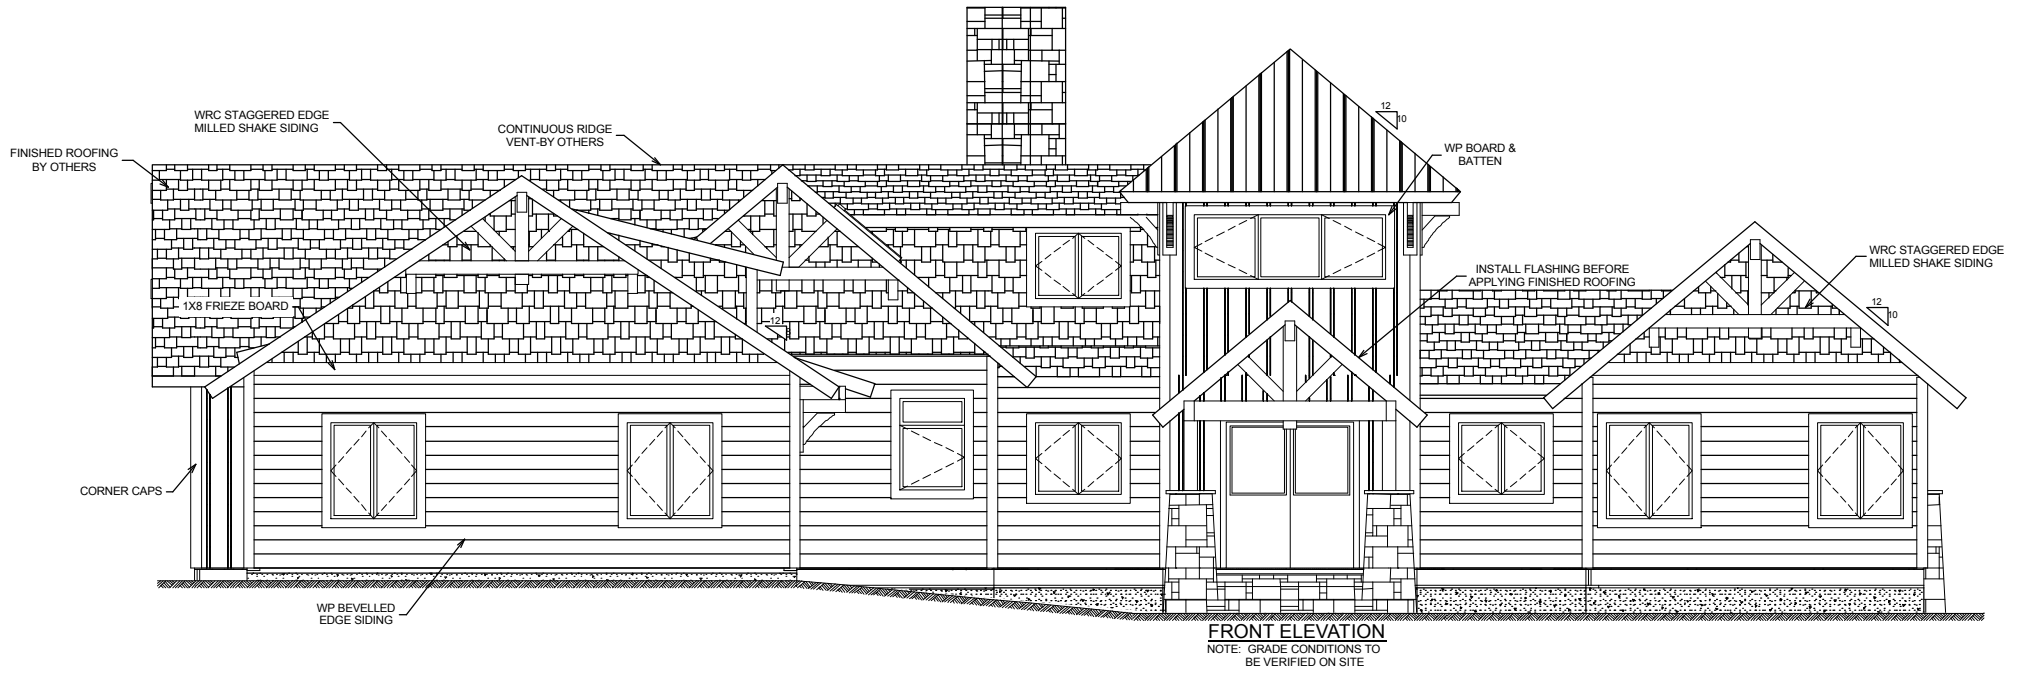 WRC STAGGERED EDGE
MILLED SHAKE SIDING
FINISHED ROOFING
BY OTHERS
CONTINUOUS RIDGE
VENT-BY OTHERS
12
10
WP BOARD &
BATTEN
INSTALL FLASHING BEFORE
APPLYING FINISHED ROOFING
WRC STAGGERED EDGE
MILLED SHAKE SIDING
12
10
1X8 FRIEZE BOARD
12
CORNER CAPS
WP BEVELLED
EDGE SIDING
FRONT ELEVATION
NOTE: GRADE CONDITIONS TO
BE VERIFIED ON SITE